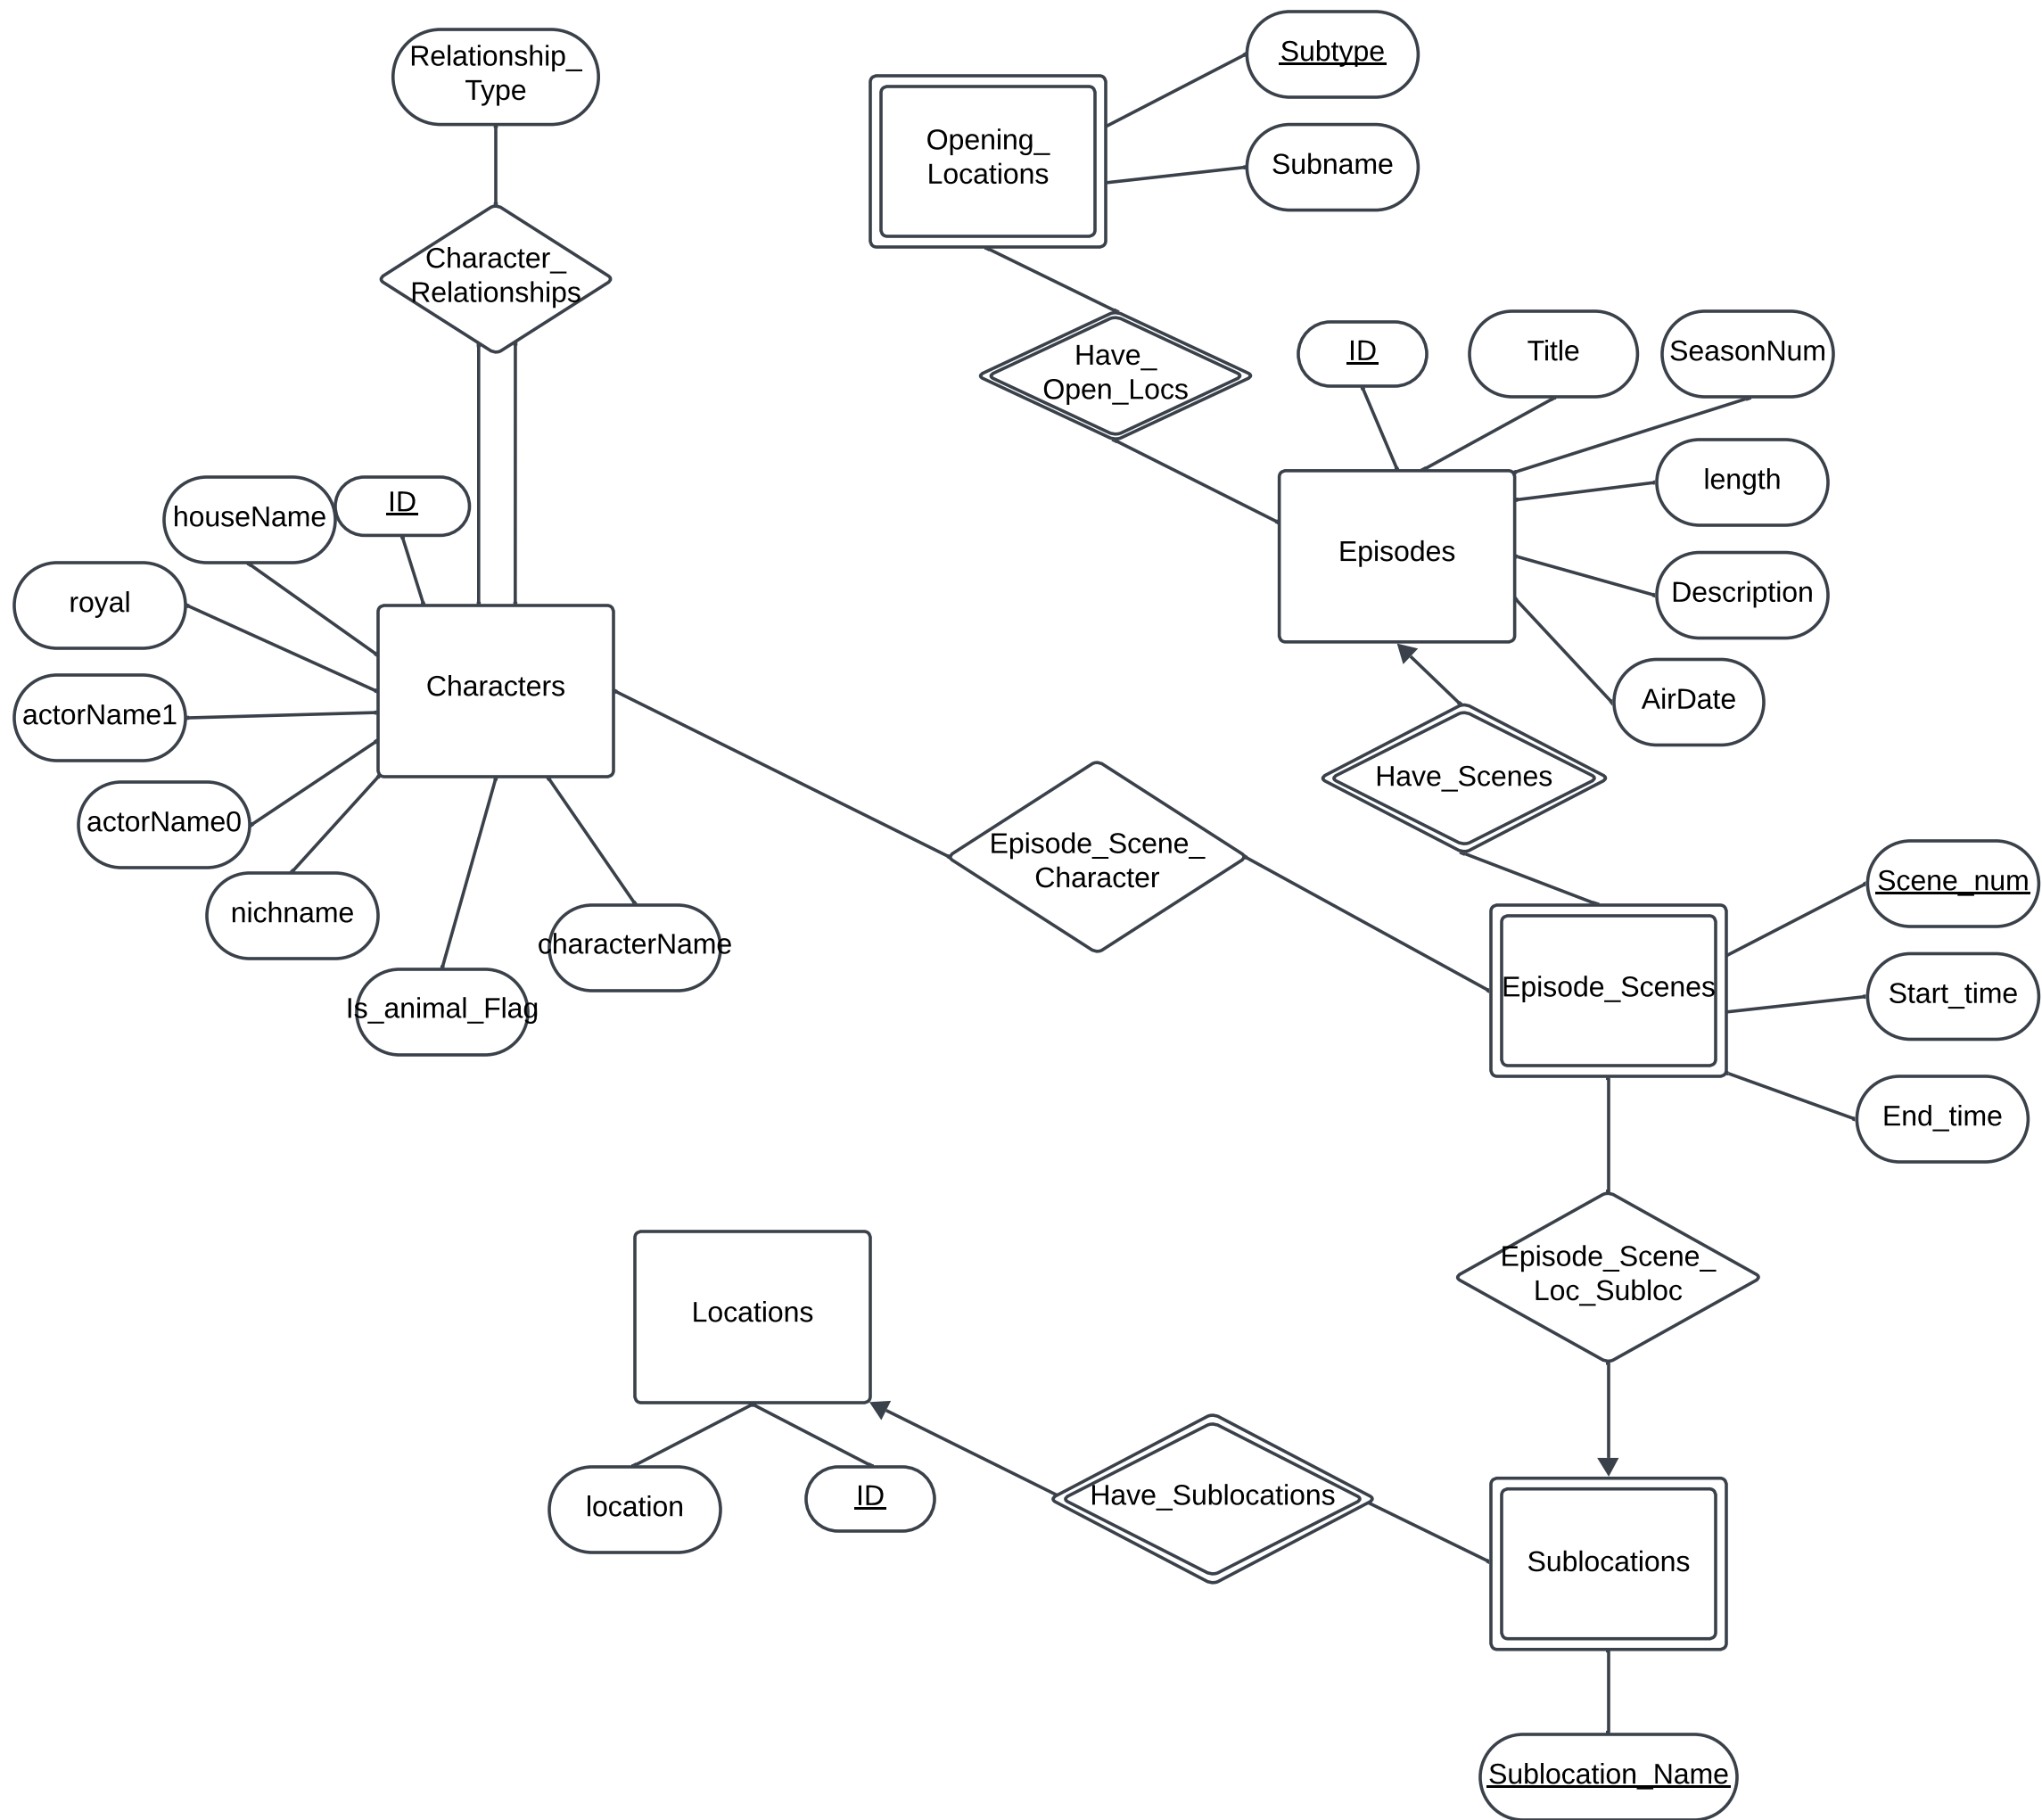 Relationship_
Type
Subtype
Opening_
Locations
Subname
Character_
Relationships
Have_
Open_Locs
ID
Title
SeasonNum
length
houseName
ID
Episodes
Description
royal
Characters
AirDate
actorName1
actorName0
Have_Scenes
Episode_Scene_
Character
nichname
Scene_num
characterName
Episode_Scenes
Start_time
Is_animal_Flag
End_time
Episode_Scene_
Loc_Subloc
Locations
location
ID
Have_Sublocations
Sublocations
Sublocation_Name